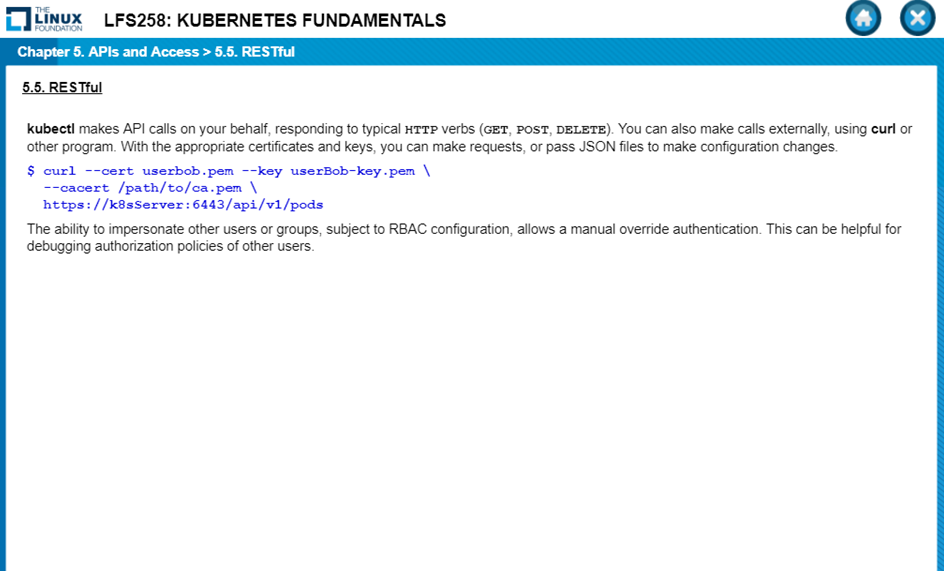 THE
LINUX
FOUNDATION
LFS258: KUBERNETES FUNDAMENTALS
Chapter 5. APIs and Access > 5.5. RESTful
5.5. RESTful
kubectl makes API calls on your behalf, responding to typical HTTP verbs (GET, POST, DELETE). You can also make calls externally, using curl or
other program. With the appropriate certificates and keys, you can make requests, or pass JSON files to make configuration changes.
$ curl --cert userbob.pem --key userBob-key.pem \
--cacert /path/to/ca.pem \
https://k8sServer:6443/api/v1/pods
The ability to impersonate other users or groups, subject to RBAC configuration, allows a manual override authentication. This can be helpful for
debugging authorization policies of other users.